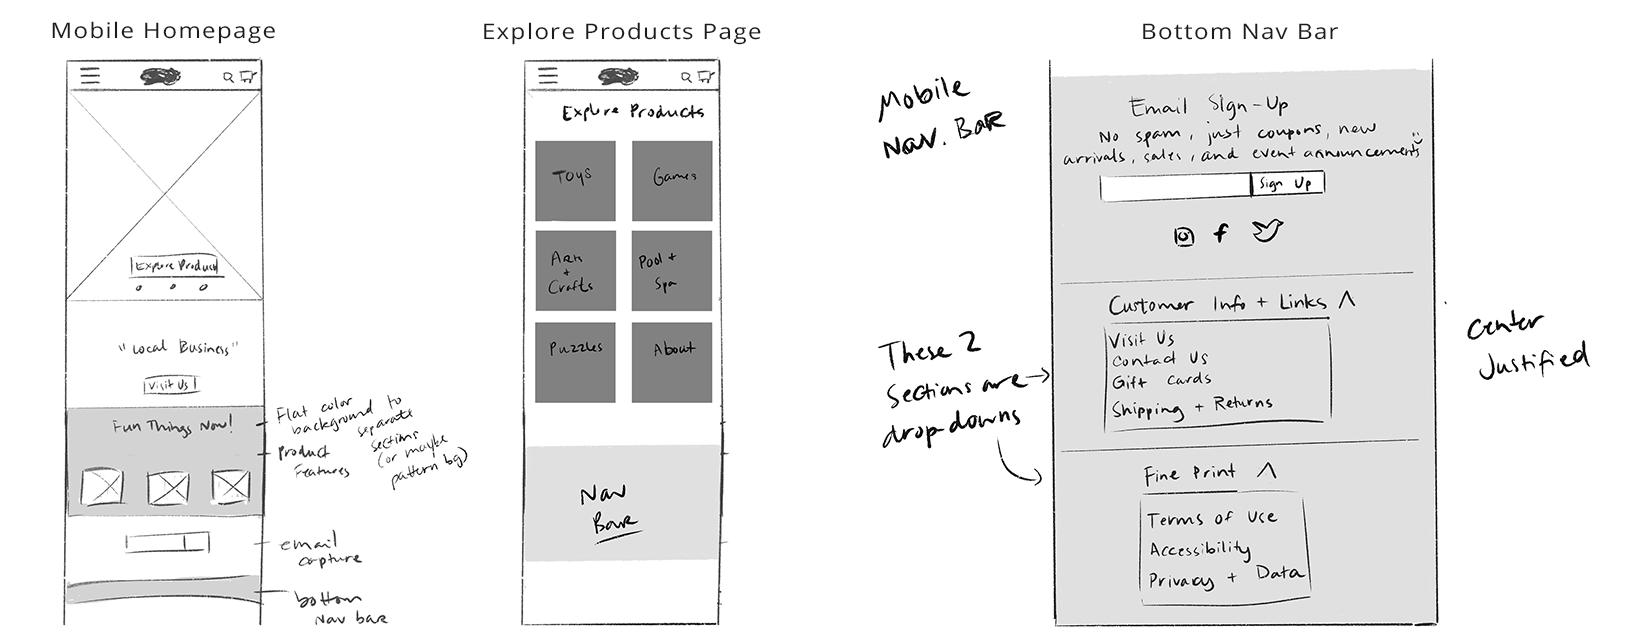 Mobile Homepage
Explore Products Page
Bottom Nav Bar
Explore Product
"Local Business"
Visit Us
Fun Things Now!
Flat color
background to
separate
sections
(or maybe
pattern bg)
Product
Features
email
capture
bottom
Nav bar
Explore Products
Toys
Games
Arts
+
Crafts
Pool +
Spa
Puzzles
About
Nav
Bar
Mobile
Nav. Bar
These 2
Sections are
drop downs
Email Sign-Up
No spam, just coupons, new
arrivals, sales, and event announcements
Sign Up
Customer Info + Links
Visit Us
Contact Us
Gift Cards
Shipping + Returns
Fine Print
Terms of Use
Accessibility
Privacy + Data
Center
Justified